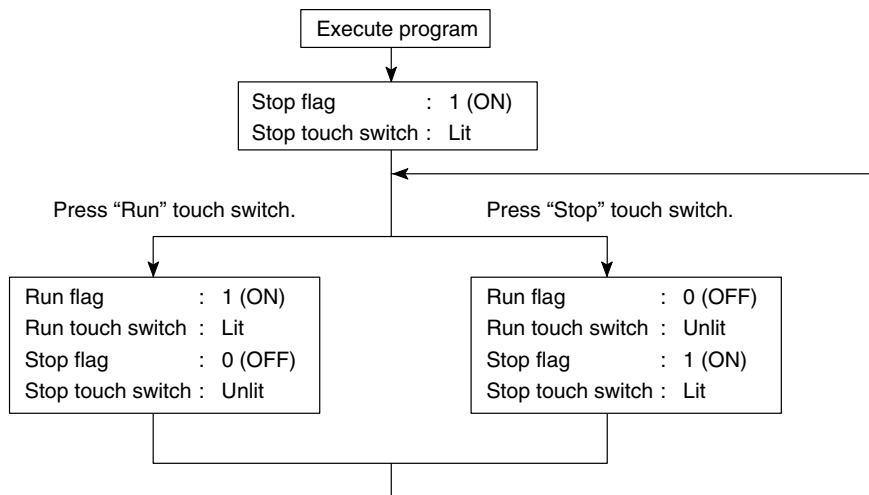 Execute program
Stop flag : 1 (ON)
Stop touch switch : Lit
Press “Run” touch switch.
Press “Stop” touch switch.
Run flag : 1 (ON)
Run touch switch : Lit
Stop flag : 0 (OFF)
Stop touch switch : Unlit
Run flag : 0 (OFF)
Run touch switch : Unlit
Stop flag : 1 (ON)
Stop touch switch : Lit